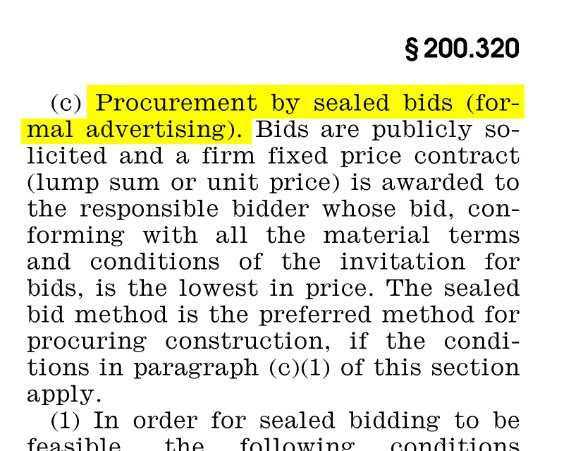 § 200.320
(c) Procurement by sealed bids (for-
mal advertising). Bids are publicly so-
licited and a firm fixed price contract
(lump sum or unit price) is awarded to
the responsible bidder whose bid, con-
forming with all the material terms
and conditions of the invitation for
bids, is the lowest in price. The sealed
bid method is the preferred method for
procuring construction, if the condi-
tions in paragraph (c)(1) of this section
apply.
(1) In order for sealed bidding to be
feasible, the following conditions